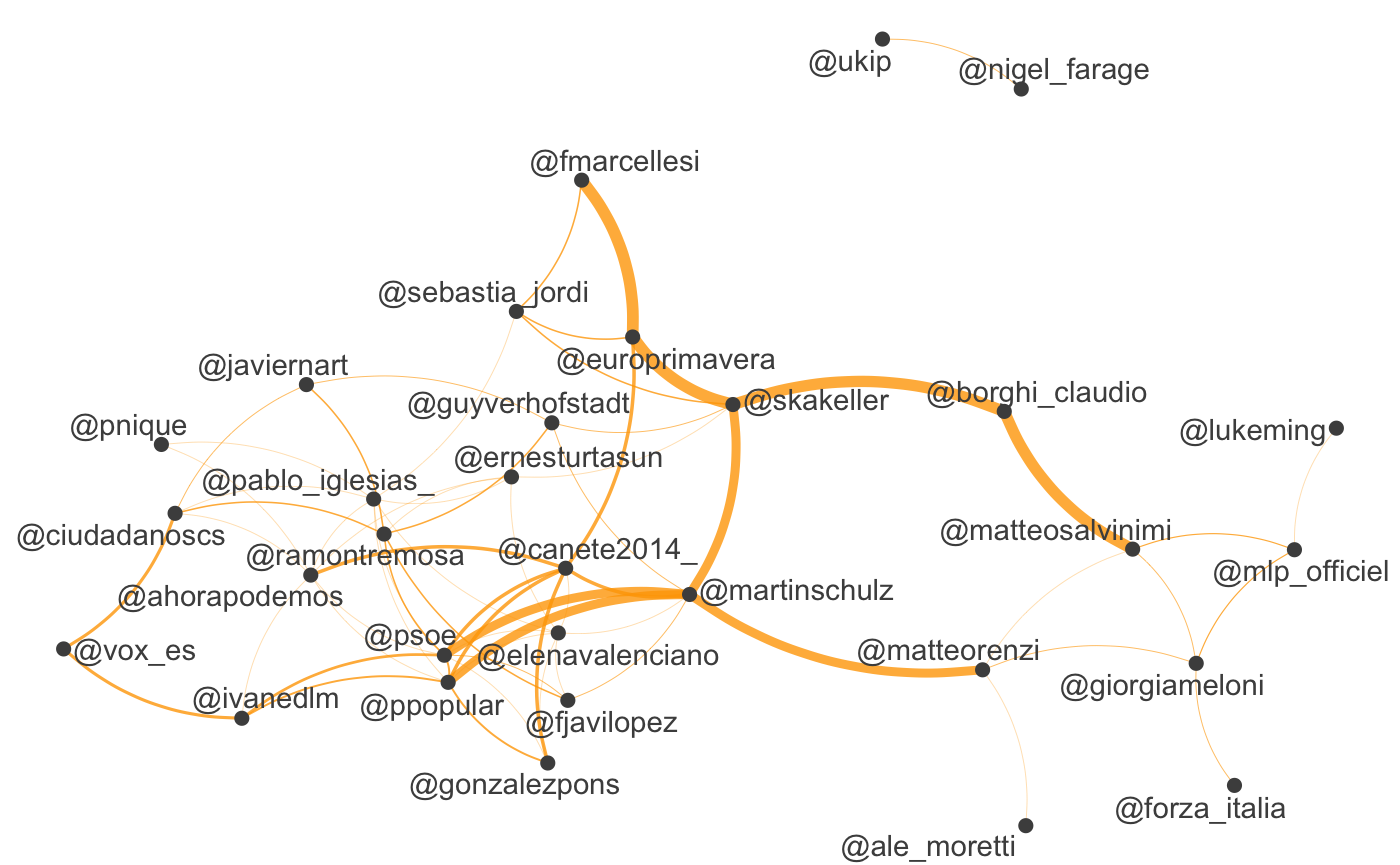 @ukip
@nigel_farage
@fmarcellesi
@sebastia_jordi
@europrimavera
@javiernart
@guyverhofstadt
@skakeller
@borghi_claudio
@pnique
@lukeming
@ernesturtasun
@pablo_iglesias_
@ciudadanoscs
@matteosalvinimi
@ramontremosa
@canete2014_
@mlp_officiel
@ahorapodemos
@martinschulz
@psoe
@vox_es
@elenavalenciano
@matteorenzi
@giorgiameloni
@ivanedlm
@ppopular
@fjavilopez
@gonzalezpons
@forza_italia
@ale_moretti